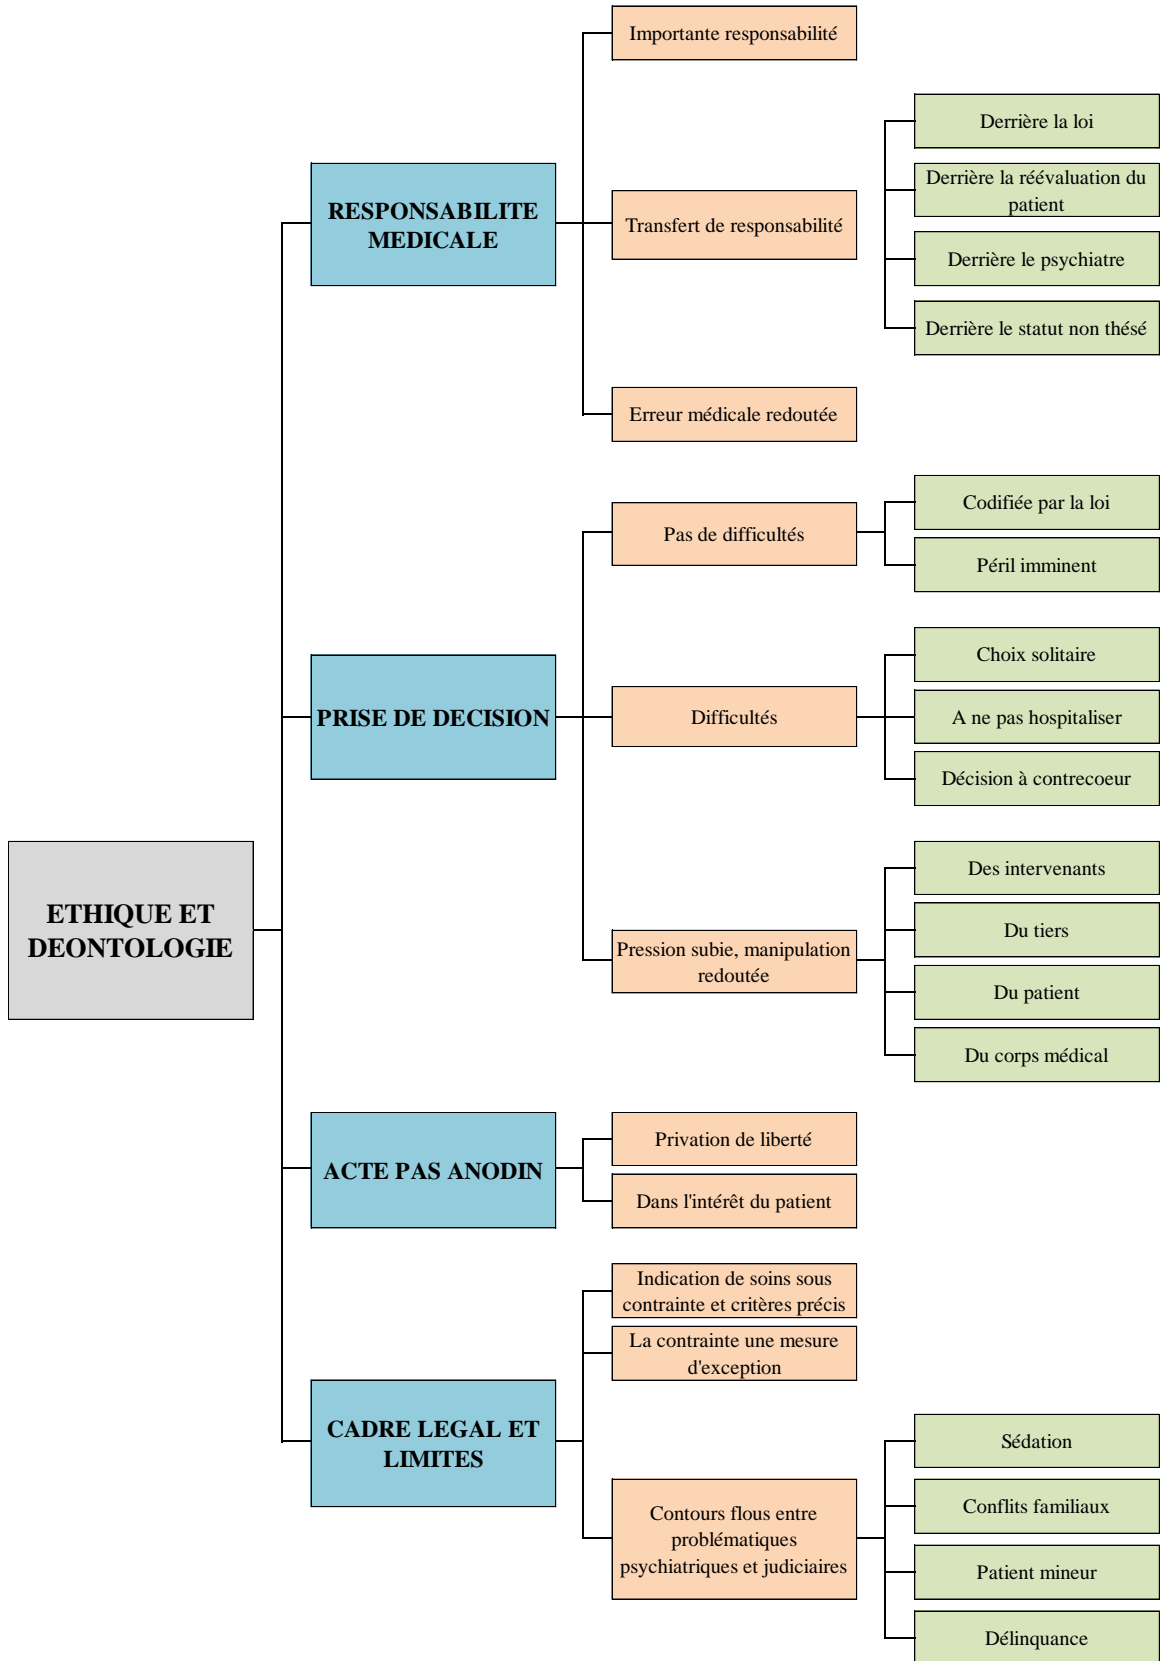 ETHIQUE ET
DEONTOLOGIE
RESPONSABILITE
MEDICALE
Importante responsabilité
Transfert de responsabilité
Derrière la loi
Derrière la réévaluation du
patient
Derrière le psychiatre
Derrière le statut non thésé
Erreur médicale redoutée
PRISE DE DECISION
Pas de difficultés
Codifiée par la loi
Péril imminent
Difficultés
Choix solitaire
A ne pas hospitaliser
Décision à contrecoeur
Pression subie, manipulation
redoutée
Des intervenants
Du tiers
Du patient
Du corps médical
ACTE PAS ANODIN
Privation de liberté
Dans l'intérêt du patient
CADRE LEGAL ET
LIMITES
Indication de soins sous
contrainte et critères précis
La contrainte une mesure
d'exception
Contours flous entre
problématiques
psychiatriques et judiciaires
Sédation
Conflits familiaux
Patient mineur
Délinquance